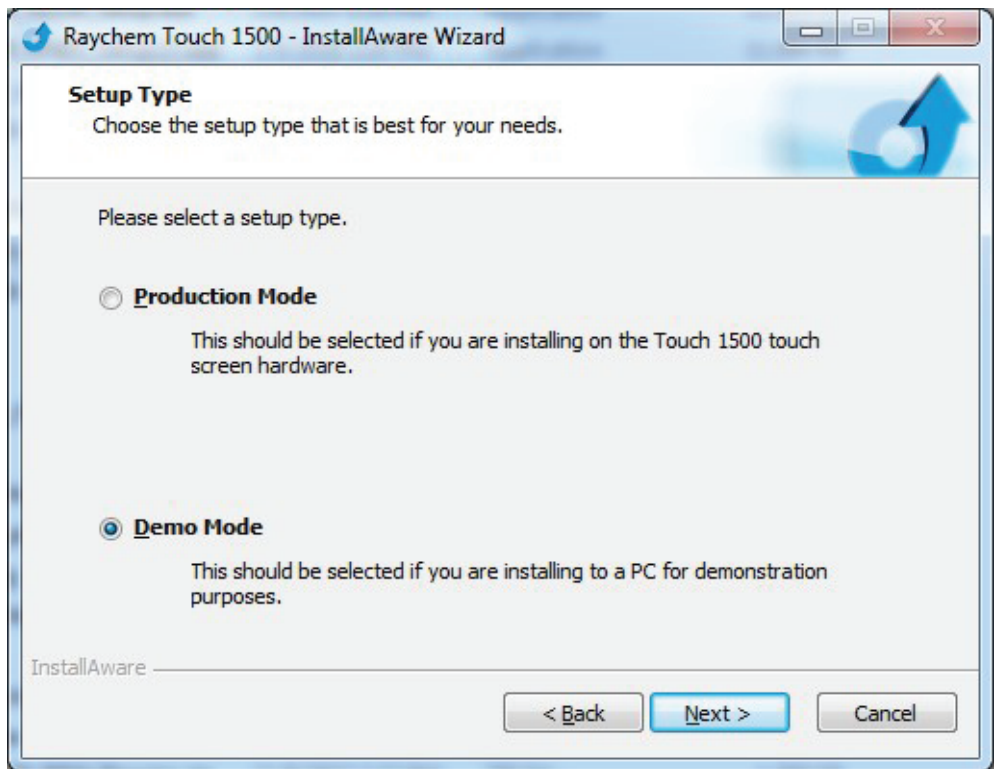 Raychem Touch 1500 - InstallAware Wizard
Setup Type
Choose the setup type that is best for your needs.
Please select a setup type.
Production Mode
This should be selected if you are installing on the Touch 1500 touch
screen hardware.
Demo Mode
This should be selected if you are installing to a PC for demonstration
purposes.
InstallAware
< Back
Next >
Cancel